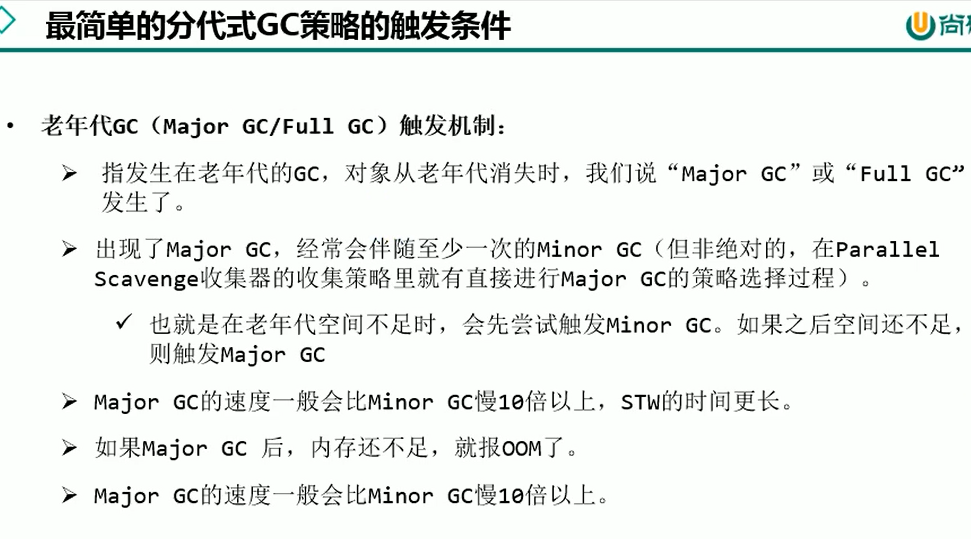 最简单的分代式GC策略的触发条件
尚
• 老年代GC（Major GC/Full GC）触发机制：
➢ 指发生在老年代的GC，对象从老年代消失时，我们说“Major GC”或“Full GC”
发生了。
➢ 出现了Major GC，经常会伴随至少一次的Minor GC（但非绝对的，在Parallel
Scavenge收集器的收集策略里就有直接进行Major GC的策略选择过程）。
✓ 也就是在老年代空间不足时，会先尝试触发Minor GC。如果之后空间还不足，
则触发Major GC
➢ Major GC的速度一般会比Minor GC慢10倍以上，STW的时间更长。
➢ 如果Major GC 后，内存还不足，就报OOM了。
➢ Major GC的速度一般会比Minor GC慢10倍以上。